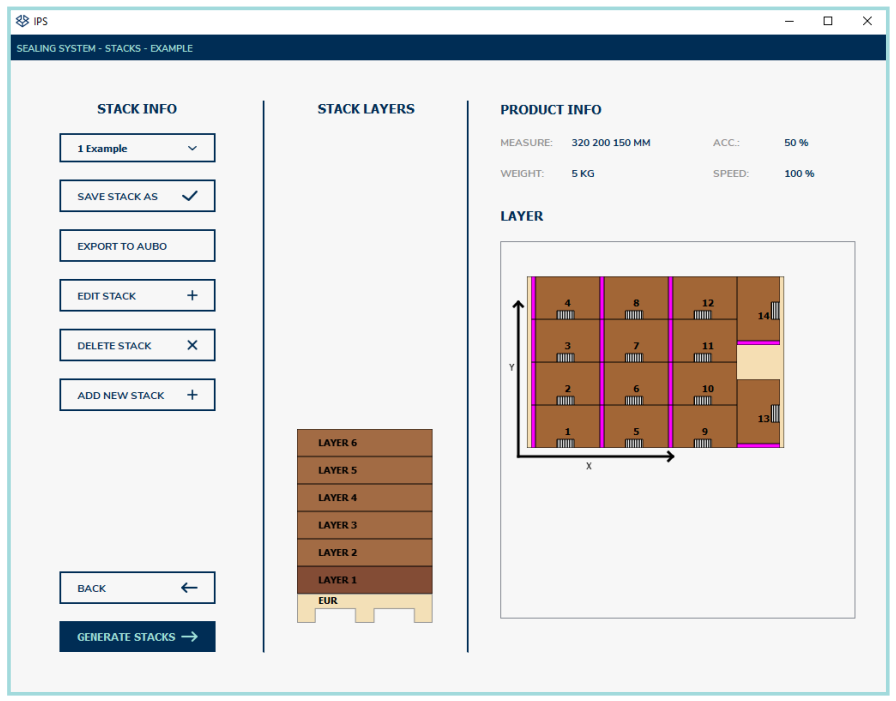 IPS
SEALING SYSTEM - STACKS - EXAMPLE
STACK INFO
1 Example
SAVE STACK AS
EXPORT TO AUBO
EDIT STACK
DELETE STACK
ADD NEW STACK
BACK
GENERATE STACKS
STACK LAYERS
LAYER 6
LAYER 5
LAYER 4
LAYER 3
LAYER 2
LAYER 1
EUR
PRODUCT INFO
MEASURE: 320 200 150 MM ACC.: 50 %
WEIGHT: 5 KG SPEED: 100 %
LAYER
4 8 12 14
3 7 11
Y
2 6 10
13
1 5 9
X